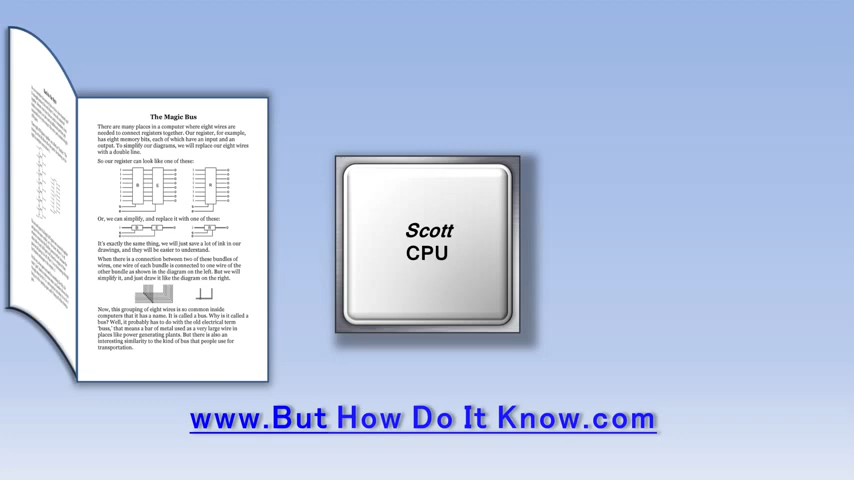 The Magic Bus
There are many places in a computer where eight wires are
needed to connect registers together. Our register, for example,
has eight memory bits, each of which have an input and an
output. To simplify our diagrams, we will replace our eight wires
with a double line.
So our register can look like one of these:
Or, we can simplify, and replace it with one of these:
It's exactly the same thing, we will just save a lot of ink in our
drawings, and they will be easier to understand.
When there is a connection between two of these bundles of
wires, one wire of each bundle is connected to one wire of the
other bundle as shown in the diagram on the left. But we will
simplify it, and just draw it like the diagram on the right.
Now, this grouping of eight wires is so common inside
computers that it has a name. It is called a bus. Why is it called a
bus? Well, it probably has to do with the old electrical term
'buss,' that means a bar of metal used as a very large wire in
places like power generating plants. But there is also an
interesting similarity to the kind of bus that people use for
transportation.
Scott
CPU
www.But How Do It Know.com